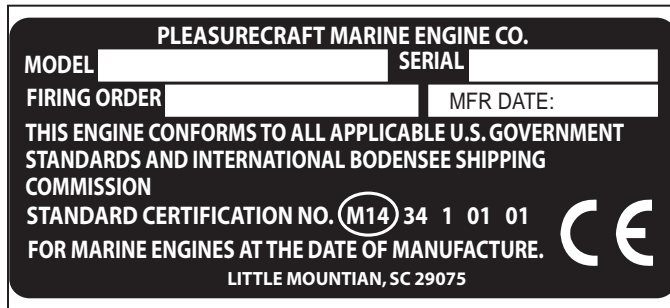 PLEASURECRAFT MARINE ENGINE CO.
MODEL SERIAL
FIRING ORDER MFR DATE:
THIS ENGINE CONFORMS TO ALL APPLICABLE U.S. GOVERNMENT
STANDARDS AND INTERNATIONAL BODENSEE SHIPPING
COMMISSION
STANDARD CERTIFICATION NO. M14 34 1 01 01
FOR MARINE ENGINES AT THE DATE OF MANUFACTURE.
CE
LITTLE MOUNTIAN, SC 29075